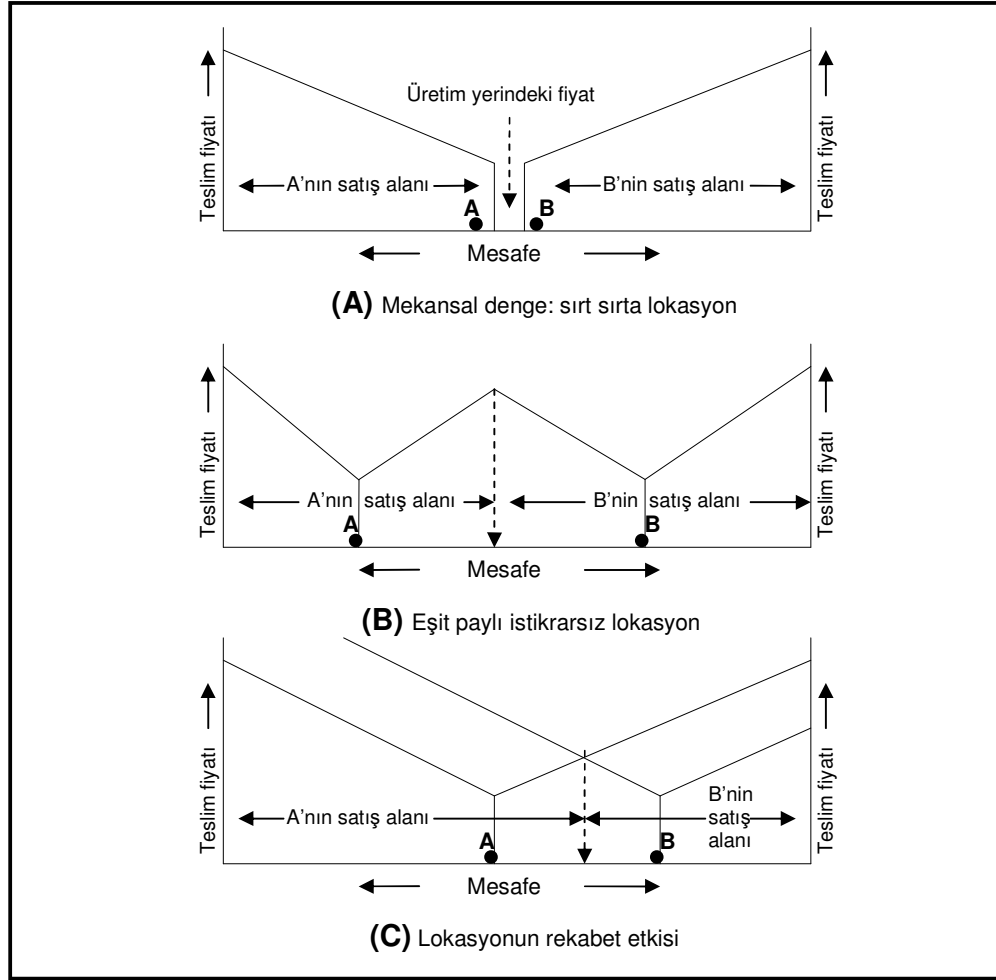 Üretim yerindeki fiyat
Teslim fiyatı
A’nın satış alanı
B’nin satış alanı
Teslim fiyatı
A
B
Mesafe
(A) Mekansal denge: sırt sırta lokasyon
Teslim fiyatı
A’nın satış alanı
B’nin satış alanı
Teslim fiyatı
A
B
Mesafe
(B) Eşit paylı istikrarsız lokasyon
Teslim fiyatı
A’nın satış alanı
B’nin
satış
alanı
Teslim fiyatı
A
B
Mesafe
(C) Lokasyonun rekabet etkisi